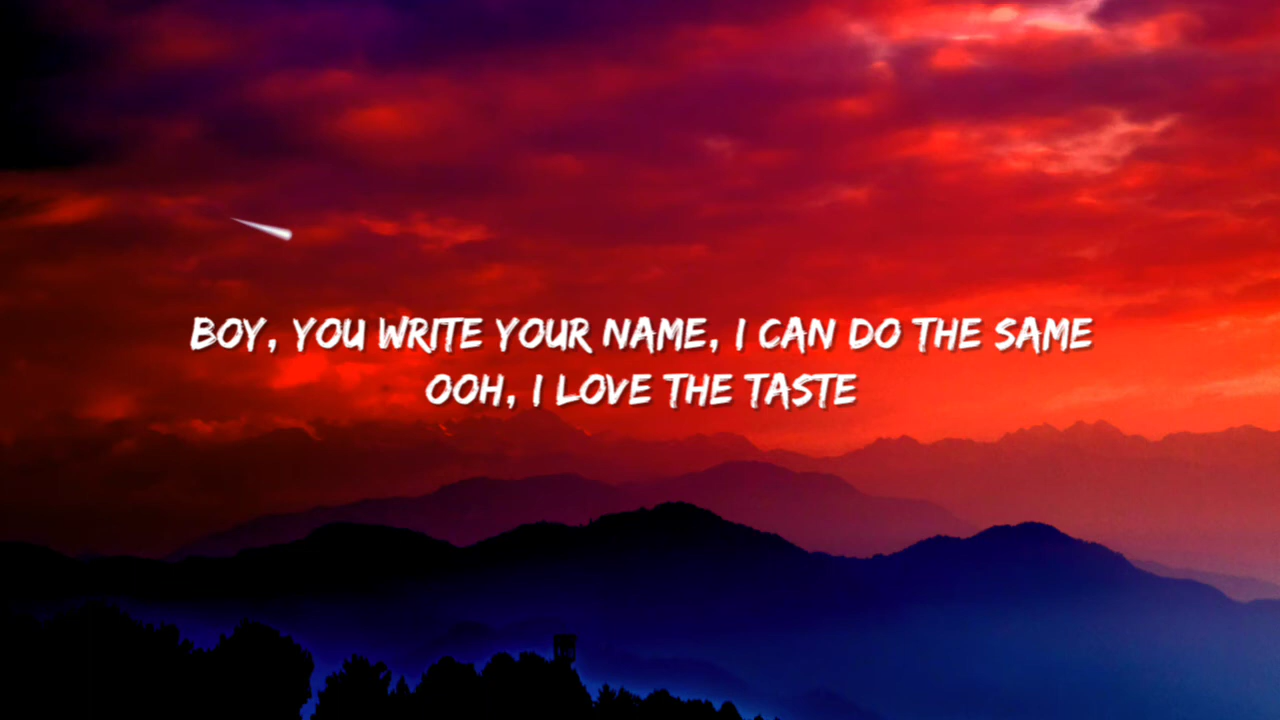 BOY, YOU WRITE YOUR NAME, I CAN DO THE SAME
OOH, I LOVE THE TASTE